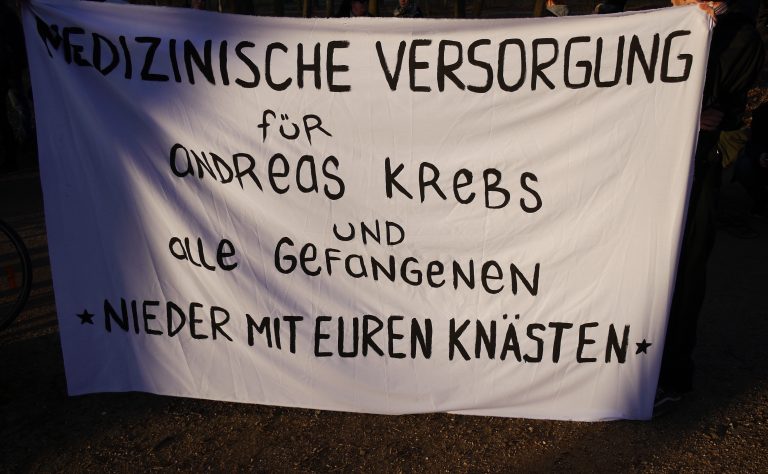 MEDIZINISCHE VERSORGUNG
füR
aNDReas KReBS
UND
alle GeFaNGeNeN
★ NIEDER MIT EUREN KNÄSTEN ★